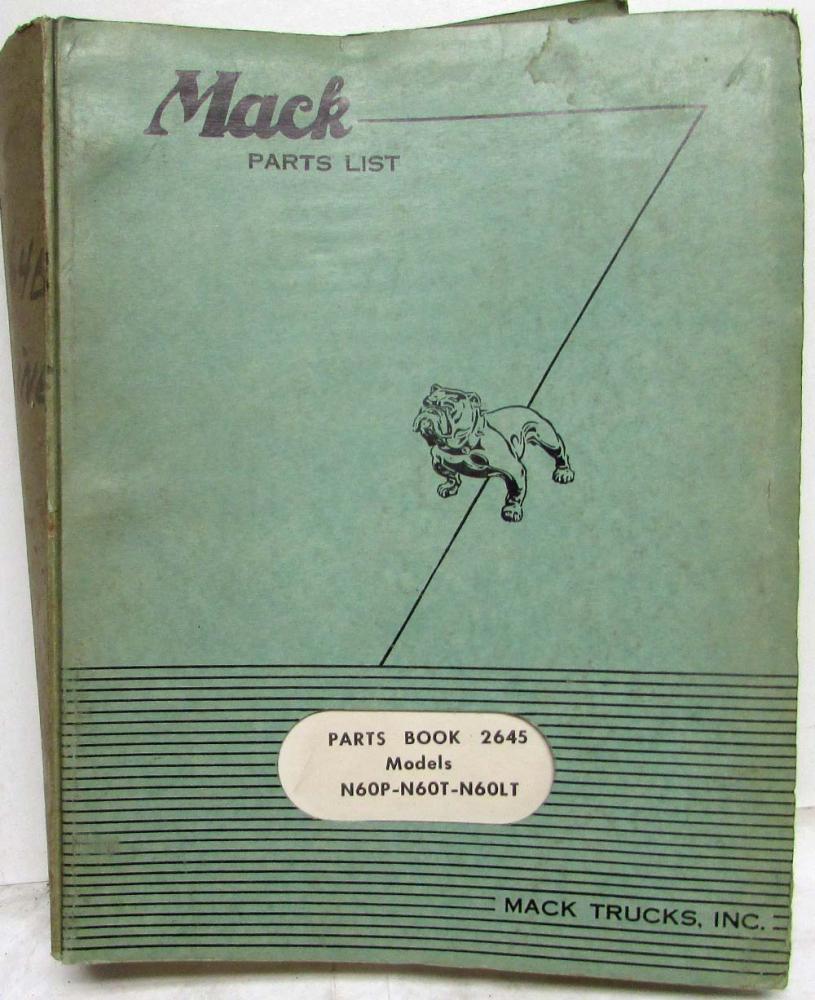 Mack
PARTS LIST
PARTS BOOK 2645
Models
N60P-N60T-N60LT
MACK TRUCKS, INC.